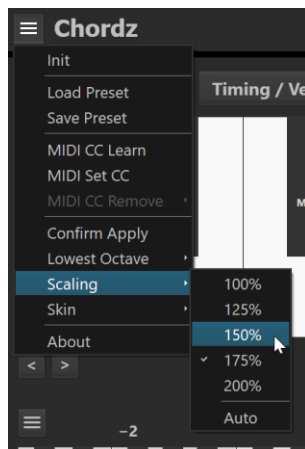 Chordz
Init
Load Preset
Timing / Ve
Save Preset
MIDI CC Learn
MIDI Set CC
MIDI CC Remove
M
Confirm Apply
Lowest Octave
Scaling
100%
Skin
125%
150%
About
175%
< >
200%
Auto
-2